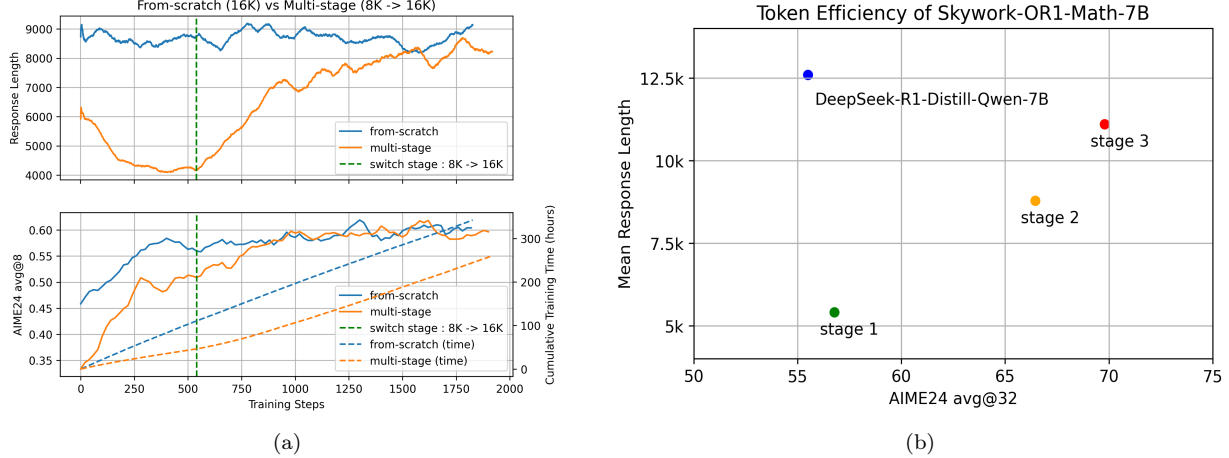 From-scratch (16K) vs Multi-stage (8K -> 16K)
Response Length
9000
8000
7000
6000
5000
4000
from-scratch
multi-stage
switch stage : 8K -> 16K
AIME24 avg@8
0.60
0.55
0.50
0.45
0.40
0.35
300
200
100
0
Cumulative Training Time (hours)
from-scratch
multi-stage
switch stage : 8K -> 16K
from-scratch (time)
multi-stage (time)
0
250
500
750
1000
1250
1500
1750
2000
Training Steps
(a)
Token Efficiency of Skywork-OR1-Math-7B
Mean Response Length
12.5k
10k
7.5k
5k
DeepSeek-R1-Distill-Qwen-7B
stage 3
stage 2
stage 1
50
55
60
65
70
75
AIME24 avg@32
(b)